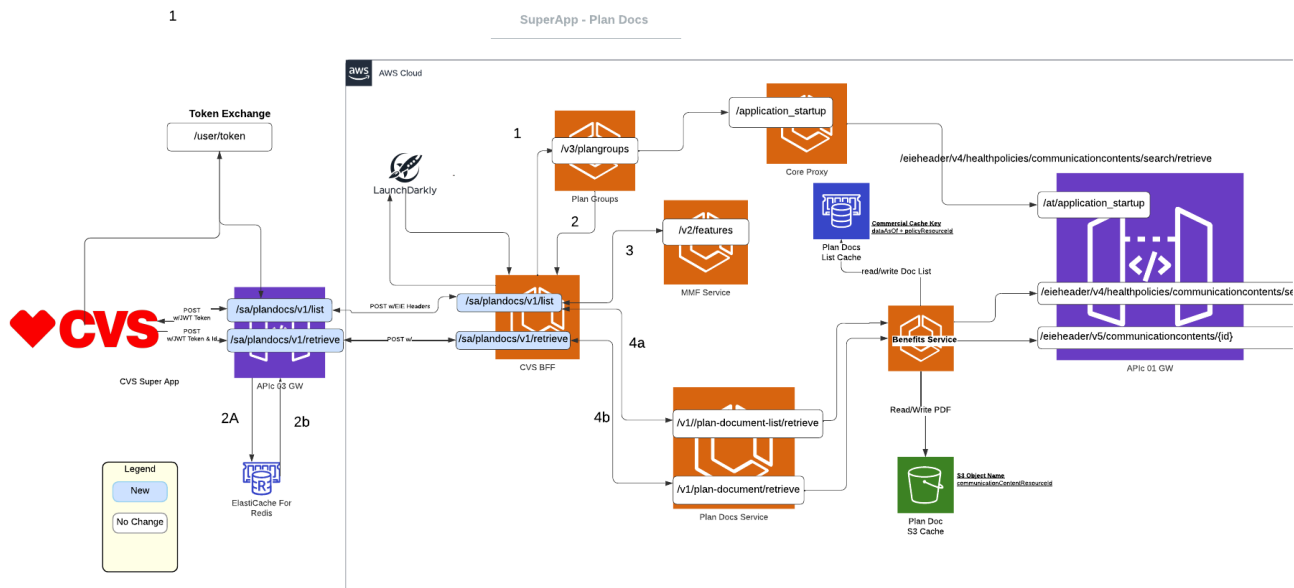 1
SuperApp - Plan Docs
aws
AWS Cloud
Token Exchange
/user/token
LaunchDarkly
1
/v3/plangroups
Plan Groups
2
/application_startup
Core Proxy
/eieheader/v4/healthpolicies/communicationcontents/search/retrieve
/at/application_startup
3
/v2/features
MMF Service
Plan Docs
List Cache
Commercial Cache Key
dataAsOf + policyResourceId
read/write Doc List
CVS
CVS Super App
POST
w/JWT Token
POST
w/JWT Token & Id
/sa/plandocs/v1/list
/sa/plandocs/v1/retrieve
APIc 03 GW
POST w/EIE Headers
POST w/
/sa/plandocs/v1/list
/sa/plandocs/v1/retrieve
CVS BFF
4a
4b
Benefits Service
/eieheader/v4/healthpolicies/communicationcontents/se
/eieheader/v5/communicationcontents/{id}
APIc 01 GW
2A
2b
R
ElastiCache For
Redis
/v1//plan-document-list/retrieve
/v1/plan-document/retrieve
Plan Docs Service
Read/Write PDF
S3 Object Name
communicationContentResourceId
Plan Doc
S3 Cache
Legend
New
No Change